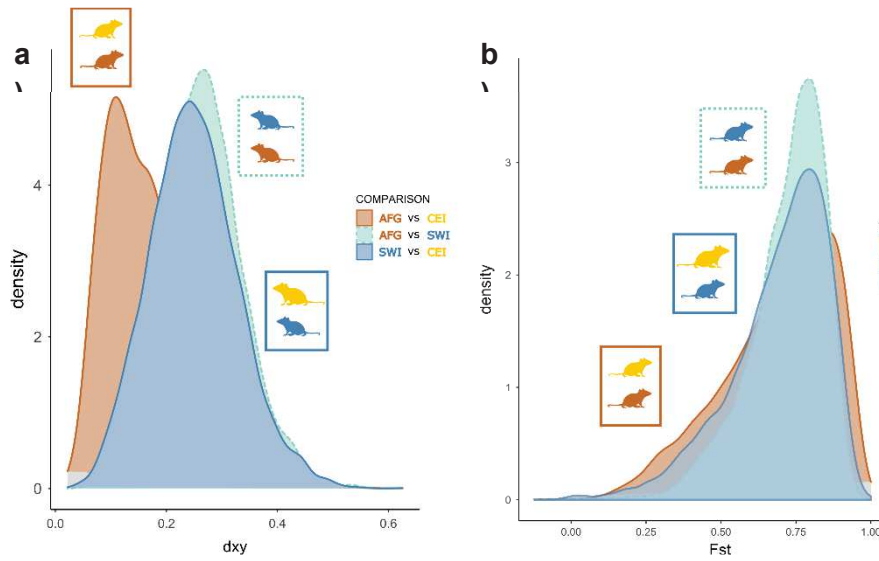 a
)
b
)
COMPARISON
AFG vs CEI
AFG vs SWI
SWI vs CEI
density
4
2
0
0.0
0.2
0.4
0.6
dxy
density
3
2
1
0
0.00
0.25
0.50
0.75
1.00
Fst